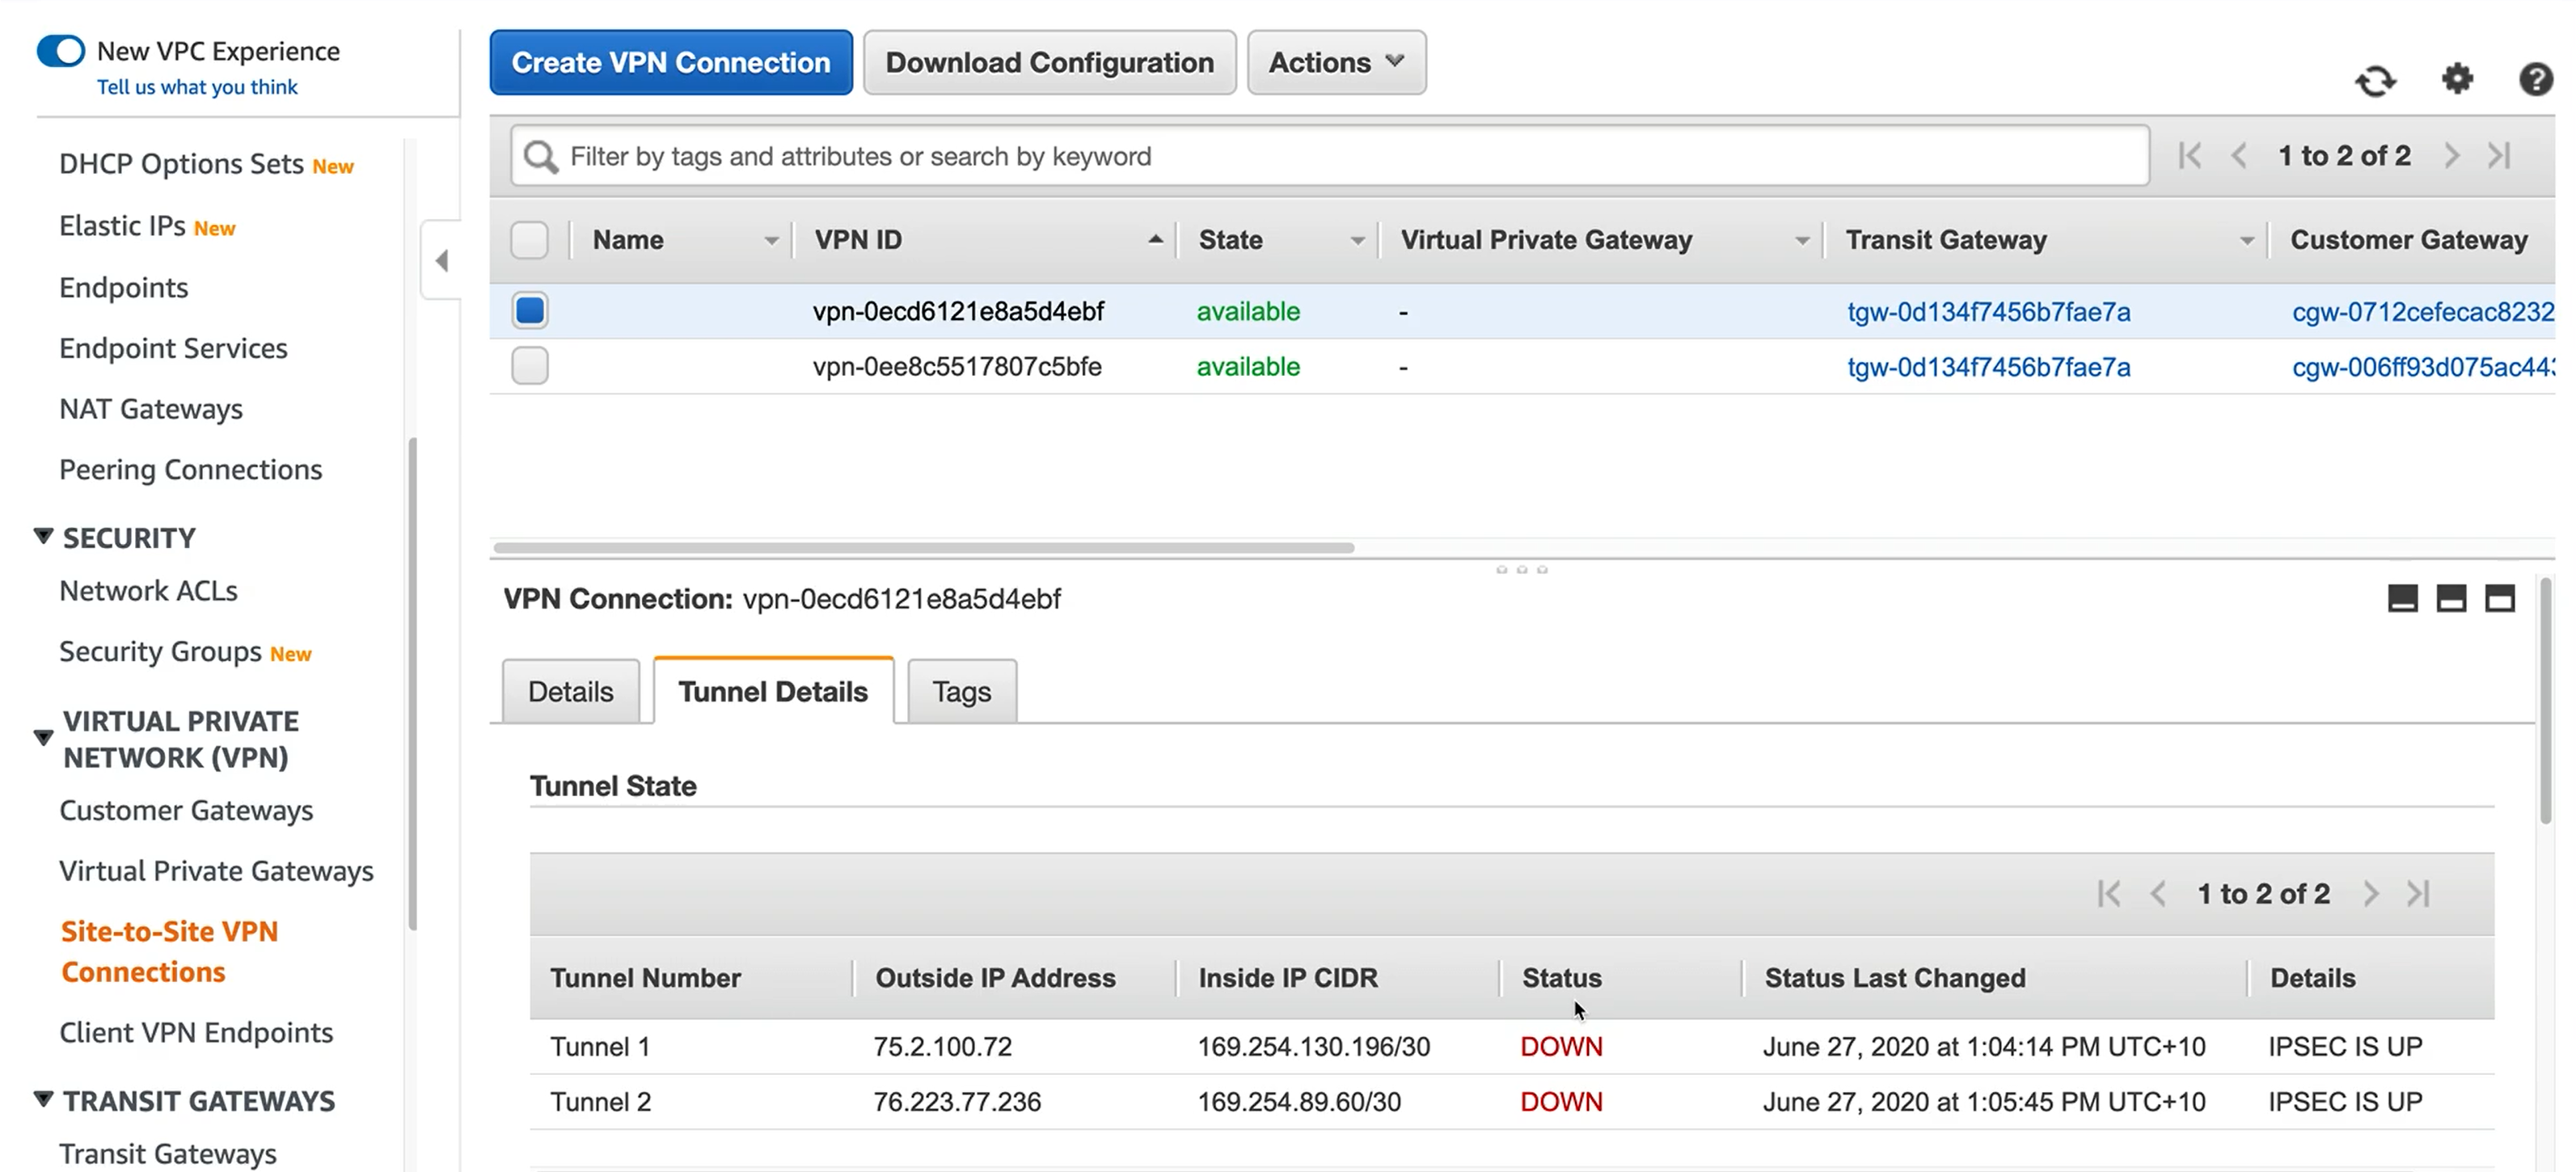 New VPC Experience
Tell us what you think
DHCP Options Sets New
Elastic IPs New
Endpoints
Endpoint Services
NAT Gateways
Peering Connections
SECURITY
Network ACLs
Security Groups New
VIRTUAL PRIVATE
NETWORK (VPN)
Customer Gateways
Virtual Private Gateways
Site-to-Site VPN
Connections
Client VPN Endpoints
TRANSIT GATEWAYS
Transit Gateways
Create VPN Connection Download Configuration Actions
Filter by tags and attributes or search by keyword 1 to 2 of 2
Name VPN ID State Virtual Private Gateway Transit Gateway Customer Gateway
vpn-0ecd6121e8a5d4ebf available - tgw-0d134f7456b7fae7a cgw-0712cefecac8232
vpn-0ee8c5517807c5bfe available - tgw-0d134f7456b7fae7a cgw-006ff93d075ac44
VPN Connection: vpn-0ecd6121e8a5d4ebf
Details Tunnel Details Tags
Tunnel State
1 to 2 of 2
Tunnel Number Outside IP Address Inside IP CIDR Status Status Last Changed Details
Tunnel 1 75.2.100.72 169.254.130.196/30 DOWN June 27, 2020 at 1:04:14 PM UTC+10 IPSEC IS UP
Tunnel 2 76.223.77.236 169.254.89.60/30 DOWN June 27, 2020 at 1:05:45 PM UTC+10 IPSEC IS UP